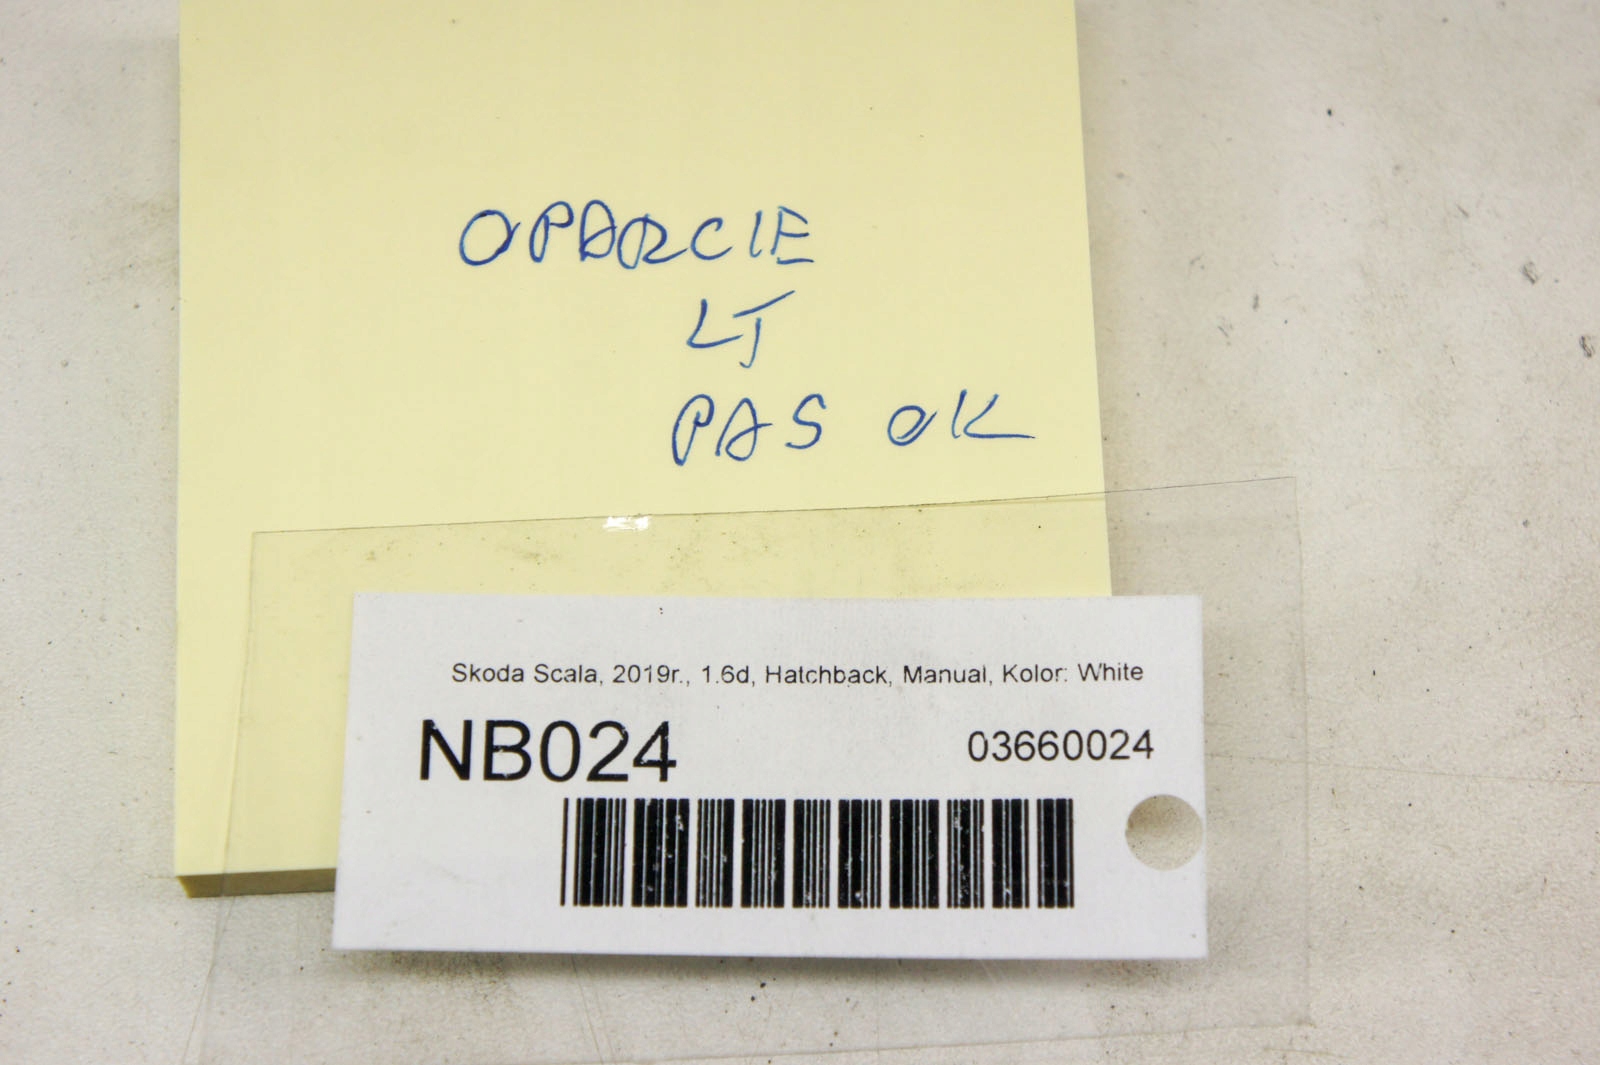 OPARCIE
LT
PAS OK
Skoda Scala, 2019r., 1.6d, Hatchback, Manual, Kolor: White
NB024
03660024